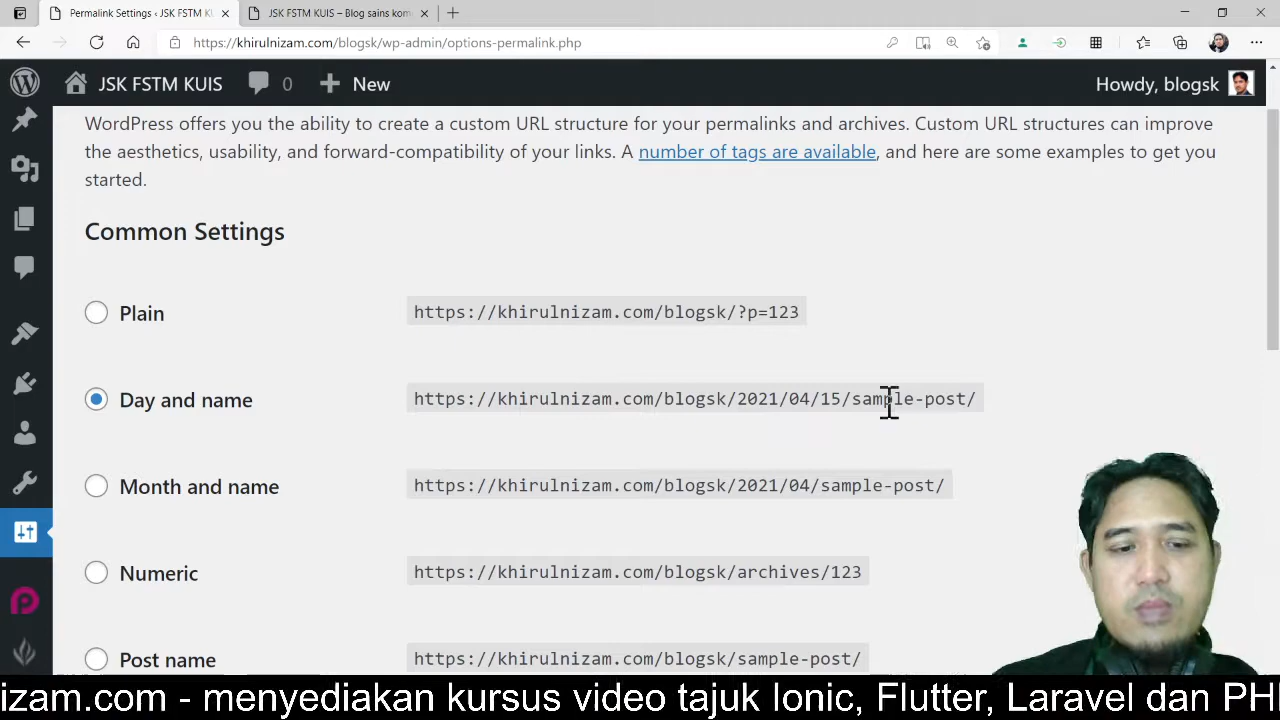 Permalink Settings ‹ JSK FSTM KU
JSK FSTM KUIS – Blog sains kom
https://khirulnizam.com/blogsk/wp-admin/options-permalink.php
JSK FSTM KUIS
0
New
Howdy, blogsk
WordPress offers you the ability to create a custom URL structure for your permalinks and archives. Custom URL structures can improve
the aesthetics, usability, and forward-compatibility of your links. A number of tags are available, and here are some examples to get you
started.
Common Settings
Plain
https://khirulnizam.com/blogsk/?p=123
Day and name
https://khirulnizam.com/blogsk/2021/04/15/sample-post/
Month and name
https://khirulnizam.com/blogsk/2021/04/sample-post/
Numeric
https://khirulnizam.com/blogsk/archives/123
Post name
https://khirulnizam.com/blogsk/sample-post/
izam.com - menyediakan kursus video tajuk Ionic, Flutter, Laravel dan PH